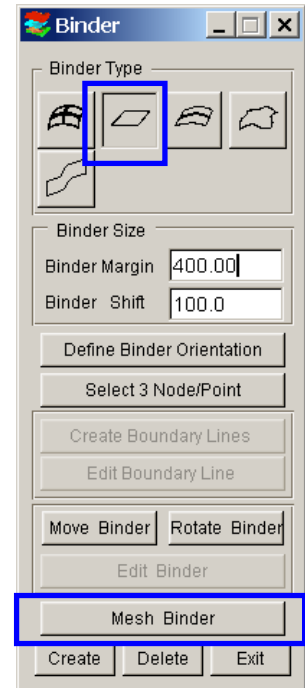 Binder
Binder Type
Binder Size
Binder Margin 400.00
Binder Shift 100.0
Define Binder Orientation
Select 3 Node/Point
Create Boundary Lines
Edit Boundary Line
Move Binder Rotate Binder
Edit Binder
Mesh Binder
Create Delete Exit